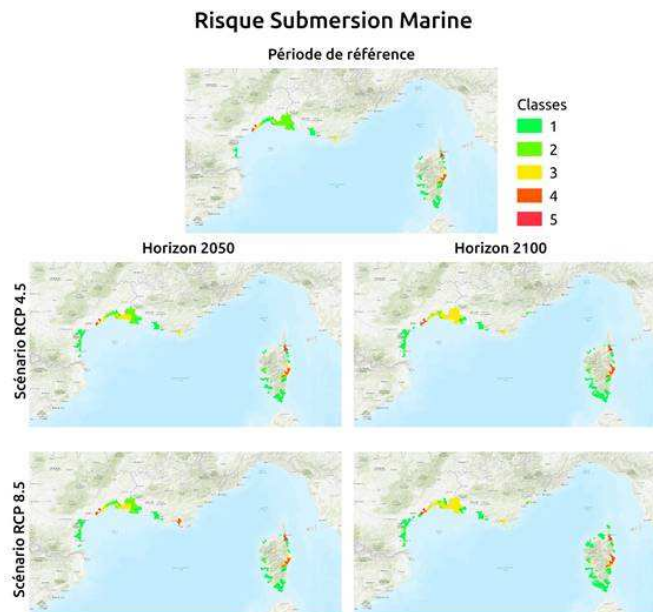 Risque Submersion Marine
Période de référence
Classes
1
2
3
4
5
Horizon 2050
Horizon 2100
Scénario RCP 4.5
Scénario RCP 8.5